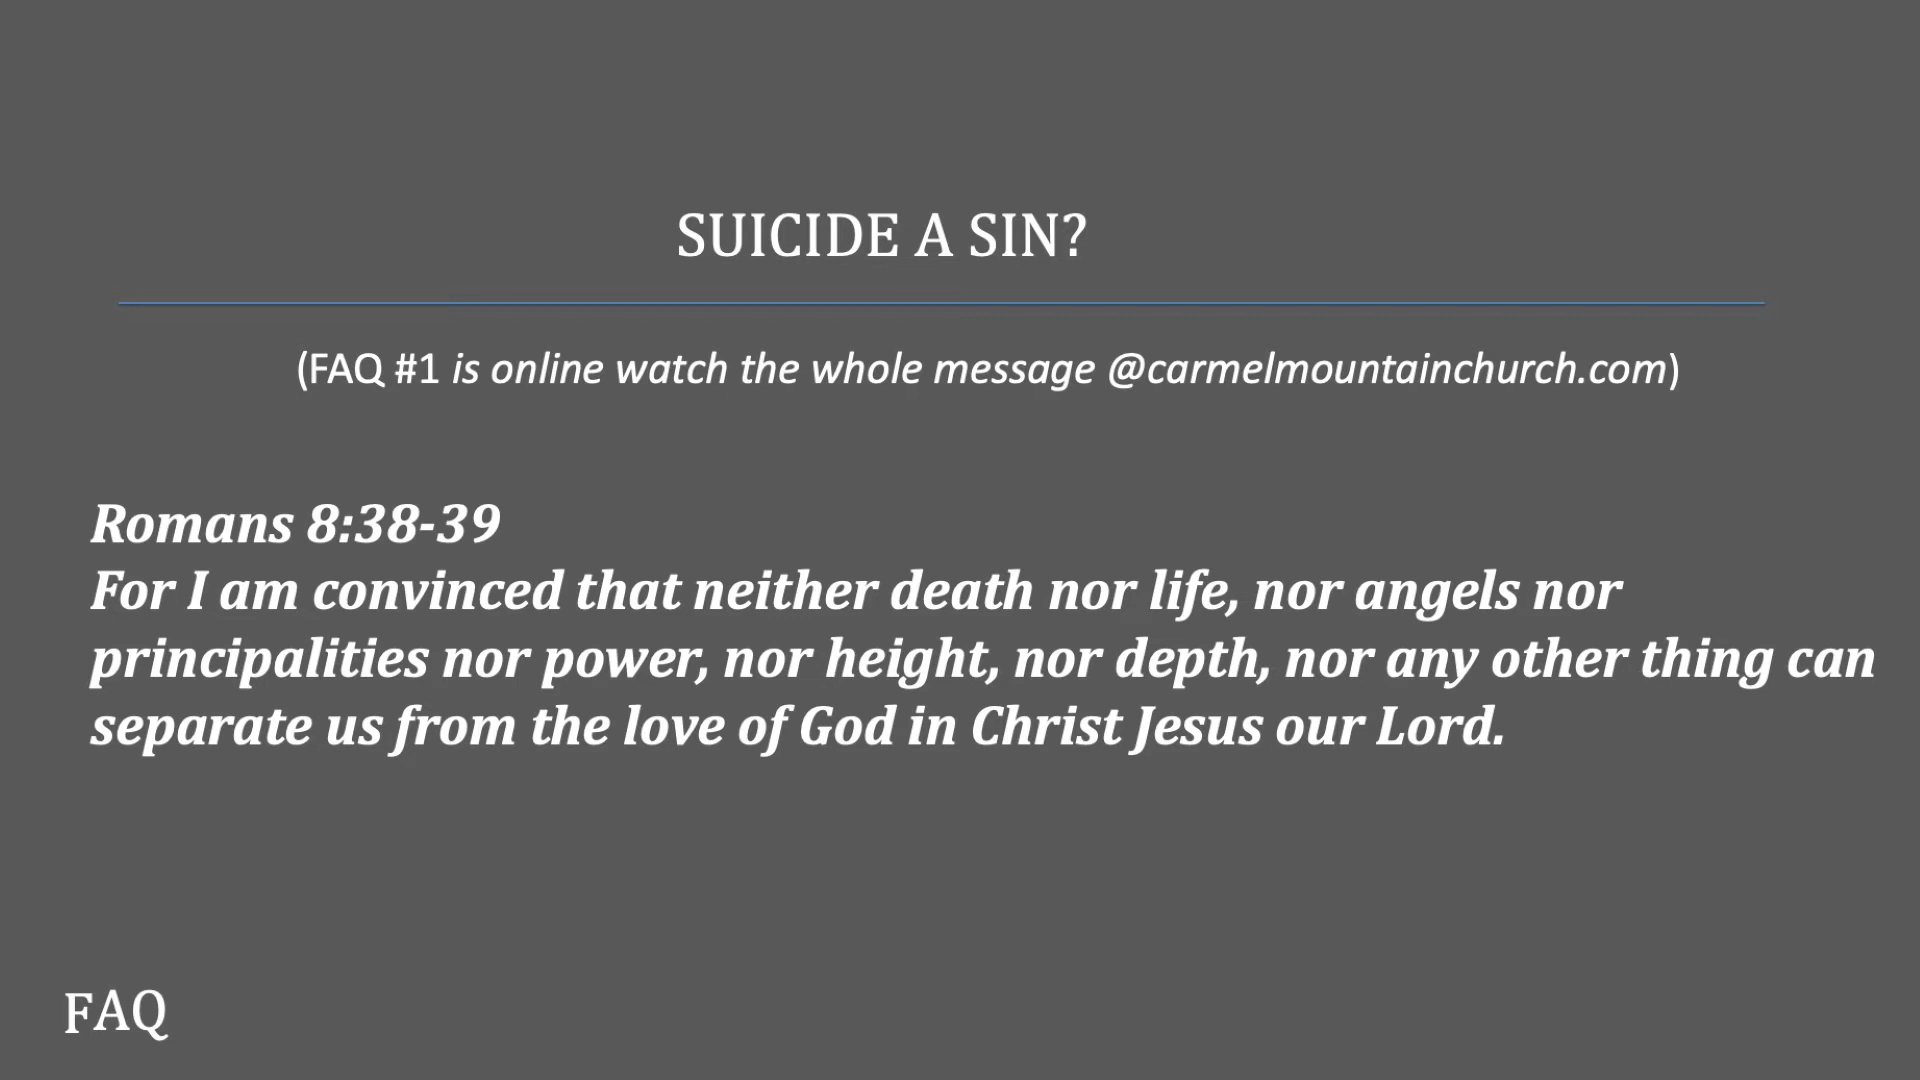 SUICIDE A SIN?
(FAQ #1 is online watch the whole message @carmelmountainchurch.com)
Romans 8:38-39
For I am convinced that neither death nor life, nor angels nor
principalities nor power, nor height, nor depth, nor any other thing can
separate us from the love of God in Christ Jesus our Lord.
FAQ